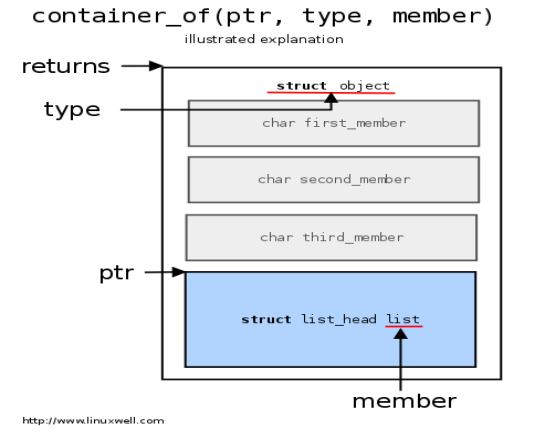 container_of(ptr, type, member)
illustrated explanation
returns
struct object
type
char first_member
char second_member
char third_member
ptr
struct list_head list
member
http://www.linuxwell.com